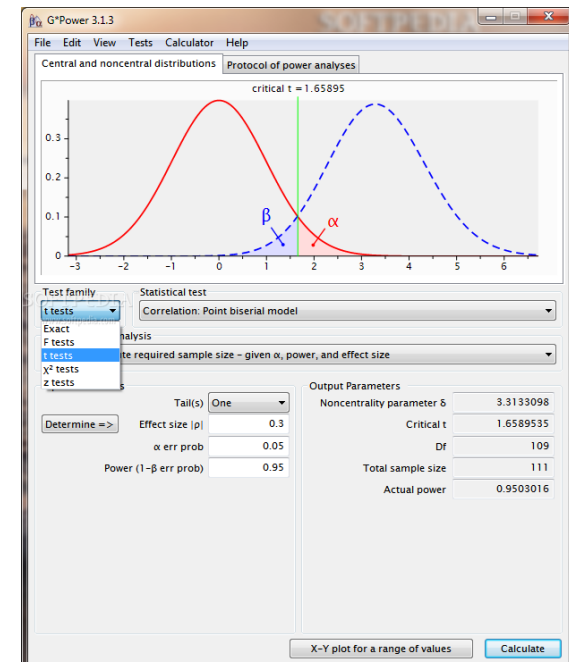 G*Power 3.1.3
SOFTPEDIA
File Edit View Tests Calculator Help
Central and noncentral distributions Protocol of power analyses
critical t = 1.65895
0.3
0.2
0.1
0
β
α
-3 -2 -1 0 1 2 3 4 5 6
Test family Statistical test
t tests Correlation: Point biserial model
Exact
F tests
t tests
χ² tests
z tests
alysis
te required sample size – given α, power, and effect size
Tail(s) One
Determine => Effect size |ρ| 0.3
α err prob 0.05
Power (1-β err prob) 0.95
Output Parameters
Noncentrality parameter δ 3.3133098
Critical t 1.6589535
Df 109
Total sample size 111
Actual power 0.9503016
X-Y plot for a range of values Calculate